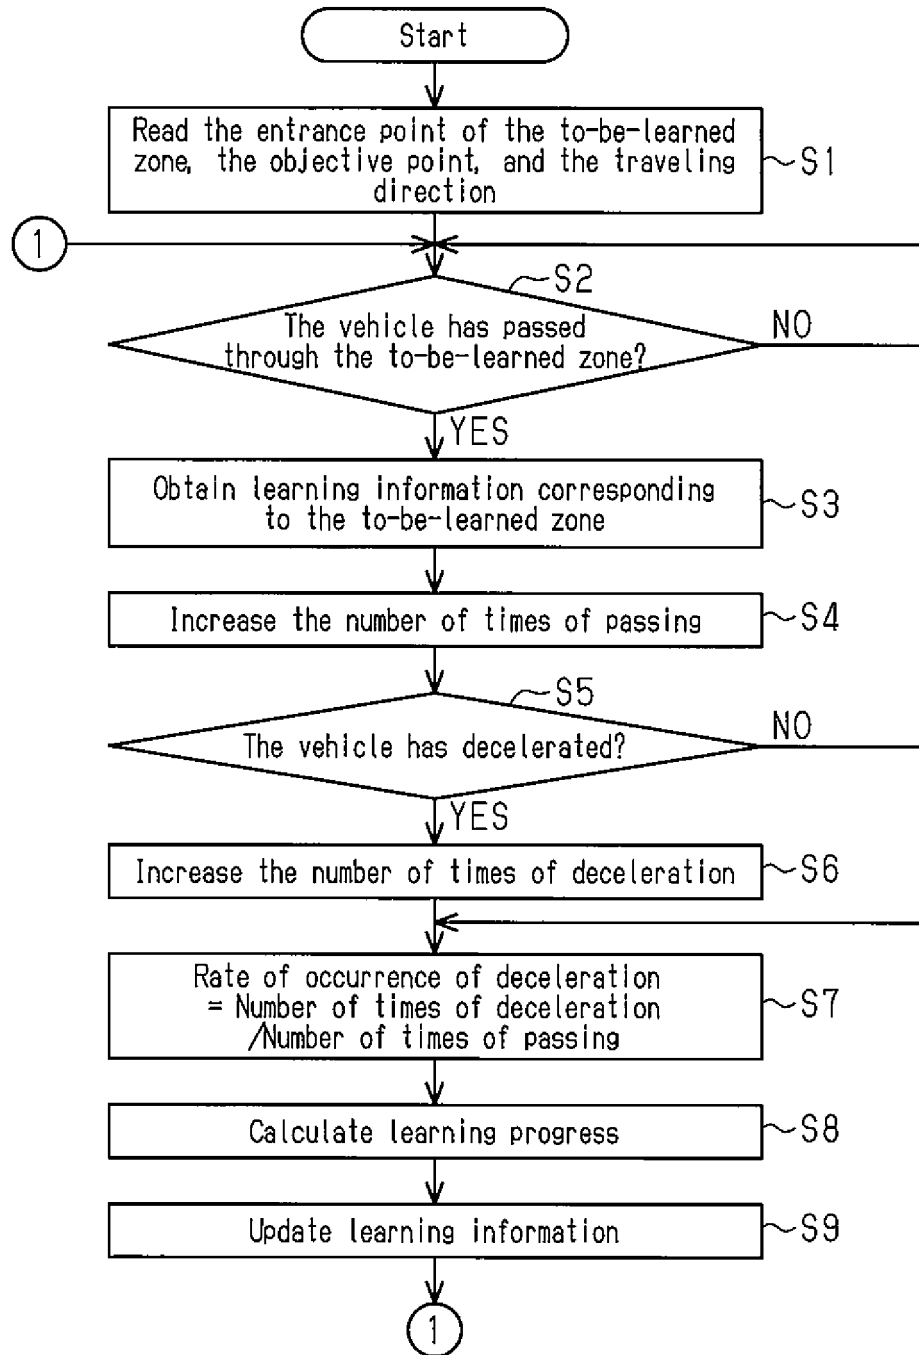 Start
Read the entrance point of the to-be-learned
zone, the objective point, and the traveling
direction
S1
1
S2
The vehicle has passed
through the to-be-learned zone?
NO
YES
Obtain learning information corresponding
to the to-be-learned zone
S3
Increase the number of times of passing
S4
S5
The vehicle has decelerated?
NO
YES
Increase the number of times of deceleration
S6
Rate of occurrence of deceleration
= Number of times of deceleration
/Number of times of passing
S7
Calculate learning progress
S8
Update learning information
S9
1